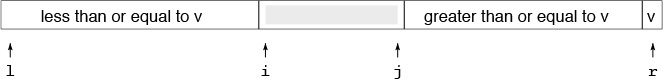 less than or equal to v greater than or equal to v v
l i j r